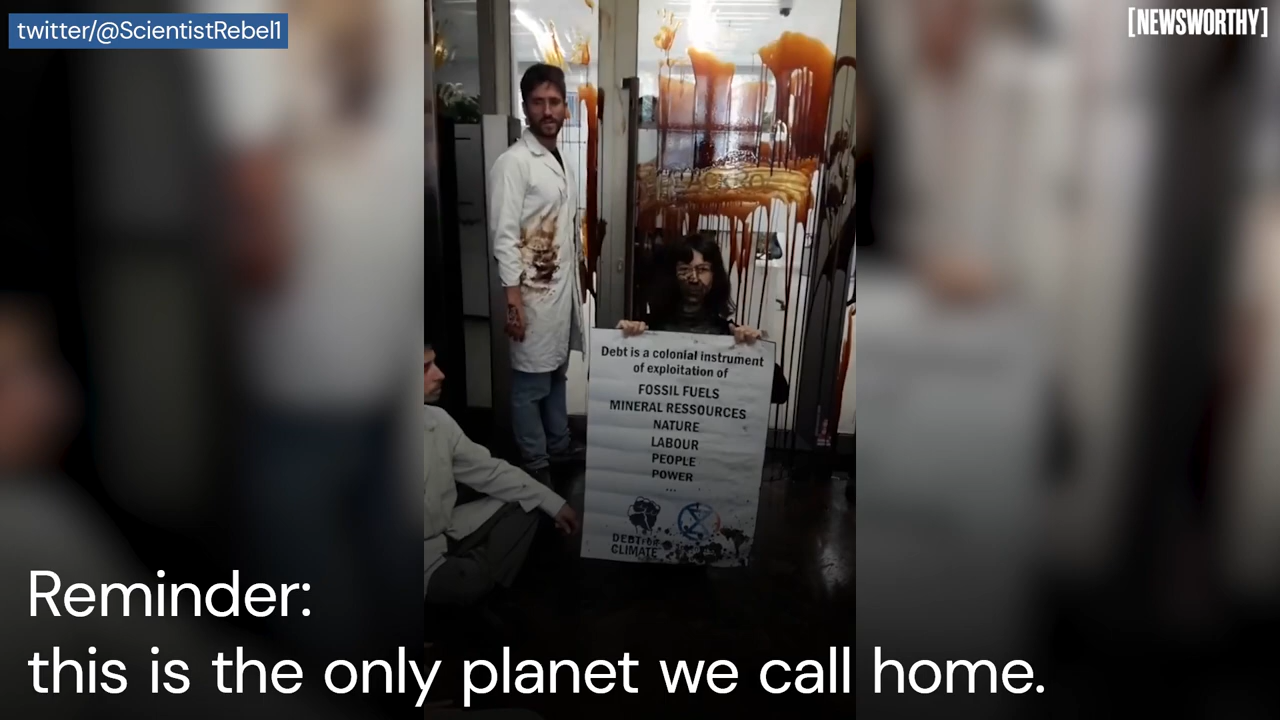 twitter/@ScientistRebel1
[NEWSWORTHY]
Debt is a colonial instrument
of exploitation of
FOSSIL FUELS
MINERAL RESSOURCES
NATURE
LABOUR
PEOPLE
POWER
...
DEBT FOR
CLIMATE
Reminder:
this is the only planet we call home.